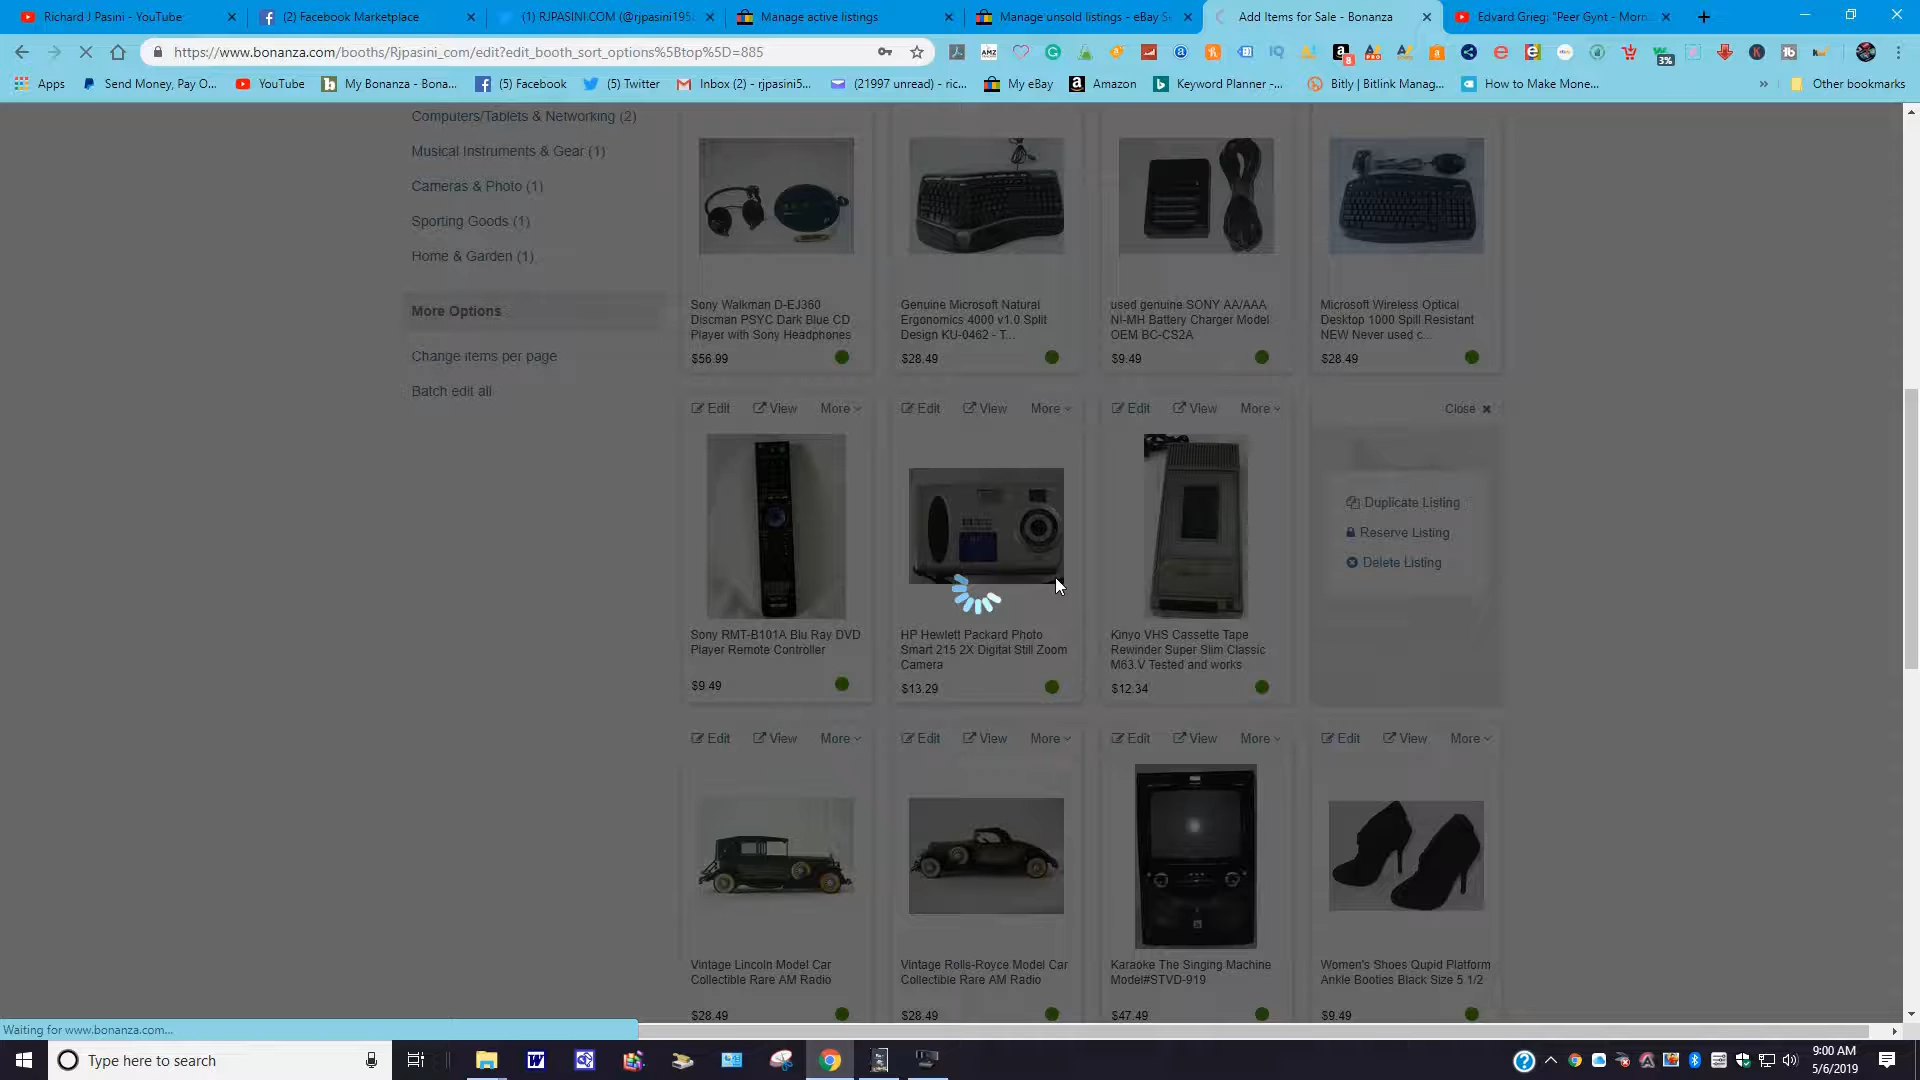 Richard J Pasini - YouTube
(2) Facebook Marketplace
(1) RJPASINI.COM (@rjpasini195
Manage active listings
Manage unsold listings - eBay S
Add Items for Sale - Bonanza
Edvard Grieg: "Peer Gynt - Morn
https://www.bonanza.com/booths/Rjpasini_com/edit?edit_booth_sort_options%5Btop%5D=885
Apps
Send Money, Pay O...
YouTube
My Bonanza - Bona...
(5) Facebook
(5) Twitter
Inbox (2) - rjpasini5...
(21997 unread) - ric...
My eBay
Amazon
Keyword Planner -...
Bitly | Bitlink Manag...
How to Make Mone...
Other bookmarks
Computers/Tablets & Networking (2)
Musical Instruments & Gear (1)
Cameras & Photo (1)
Sporting Goods (1)
Home & Garden (1)
More Options
Change items per page
Batch edit all
Sony Walkman D-EJ360
Discman PSYC Dark Blue CD
Player with Sony Headphones
$56.99
Genuine Microsoft Natural
Ergonomics 4000 v1.0 Split
Design KU-0462 - T...
$28.49
used genuine SONY AA/AAA
NI-MH Battery Charger Model
OEM BC-CS2A
$9.49
Microsoft Wireless Optical
Desktop 1000 Spill Resistant
NEW Never used c...
$28.49
Edit View More
Edit View More
Edit View More
Close
Duplicate Listing
Reserve Listing
Delete Listing
Sony RMT-B101A Blu Ray DVD
Player Remote Controller
$9.49
HP Hewlett Packard Photo
Smart 215 2X Digital Still Zoom
Camera
$13.29
Kinyo VHS Cassette Tape
Rewinder Super Slim Classic
M63.V Tested and works
$12.34
Edit View More
Edit View More
Edit View More
Edit View More
Vintage Lincoln Model Car
Collectible Rare AM Radio
$28.49
Vintage Rolls-Royce Model Car
Collectible Rare AM Radio
$28.49
Karaoke The Singing Machine
Model#STVD-919
$47.49
Women's Shoes Qupid Platform
Ankle Booties Black Size 5 1/2
$9.49
Waiting for www.bonanza.com...
Type here to search
9:00 AM
5/6/2019